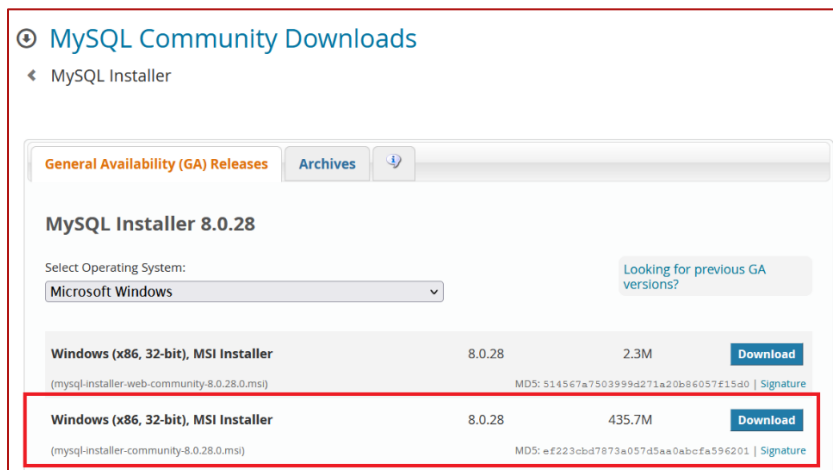 MySQL Community Downloads
MySQL Installer
General Availability (GA) Releases Archives
MySQL Installer 8.0.28
Select Operating System:
Microsoft Windows
Looking for previous GA
versions?
Windows (x86, 32-bit), MSI Installer 8.0.28 2.3M Download
(mysql-installer-web-community-8.0.28.0.msi) MD5: 514567a7503999d271a20b86057f15d0 | Signature
Windows (x86, 32-bit), MSI Installer 8.0.28 435.7M Download
(mysql-installer-community-8.0.28.0.msi) MD5: ef223cbd7873a057d5aa0abcfa596201 | Signature